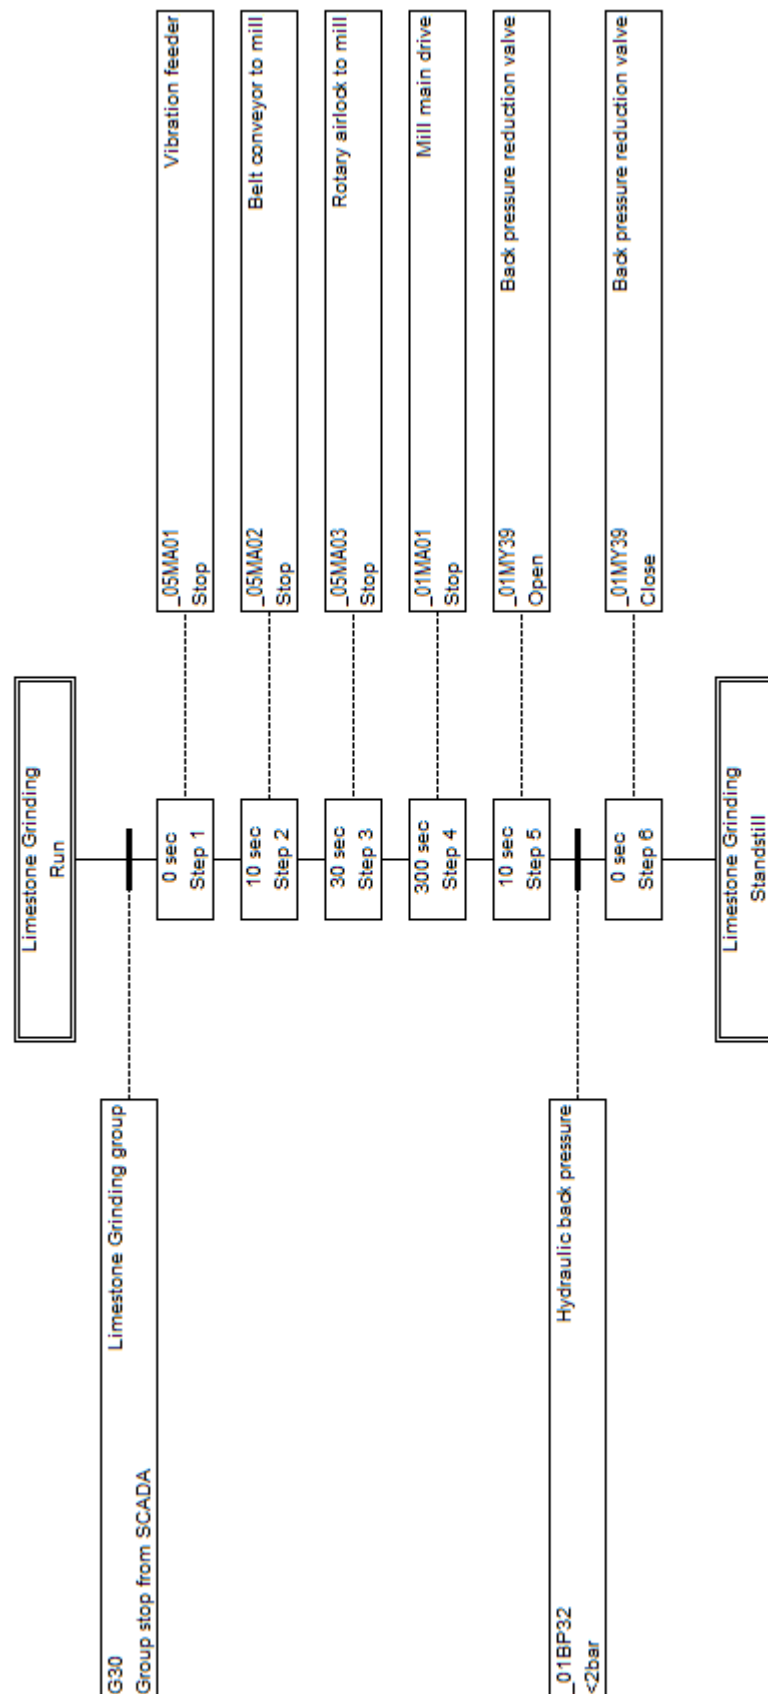 Limestone Grinding
Run
G30 Limestone Grinding group
Group stop from SCADA
0 sec
Step 1
_05MA01 Vibration feeder
Stop
10 sec
Step 2
_05MA02 Belt conveyor to mill
Stop
30 sec
Step 3
_05MA03 Rotary airlock to mill
Stop
300 sec
Step 4
_01MA01 Mill main drive
Stop
10 sec
Step 5
_01MY39 Back pressure reduction valve
Open
_01BP32 Hydraulic back pressure
<2bar
0 sec
Step 6
_01MY39 Back pressure reduction valve
Close
Limestone Grinding
Standstill